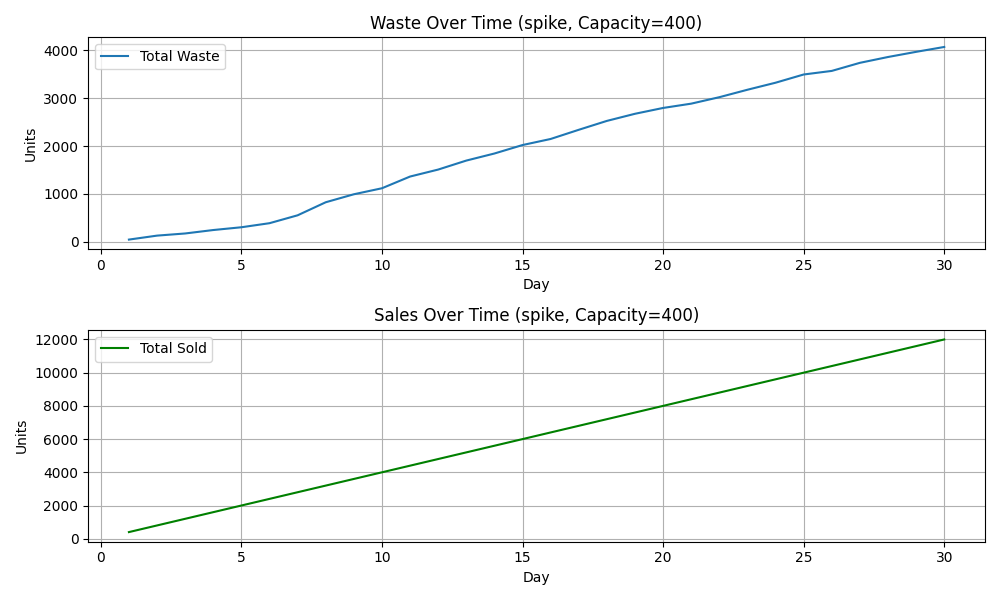 Waste Over Time (spike, Capacity=400)
Total Waste
4000
3000
2000
1000
0
Units
0 5 10 15 20 25 30
Day
Sales Over Time (spike, Capacity=400)
Total Sold
12000
10000
8000
6000
4000
2000
0
Units
0 5 10 15 20 25 30
Day